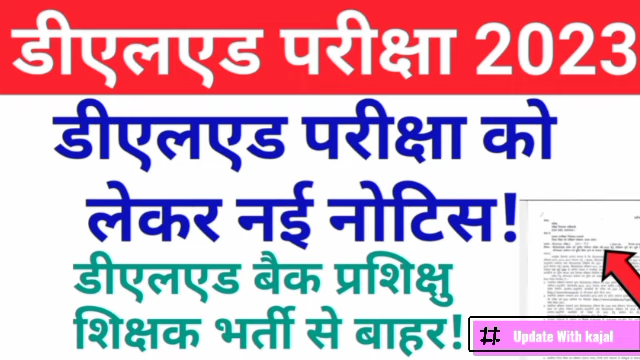 डीएलएड परीक्षा 2023
डीएलएड परीक्षा को
लेकर नई नोटिस!
डीएलएड बैक प्रशिक्षु
शिक्षक भर्ती से बाहर!
# Update With kajal